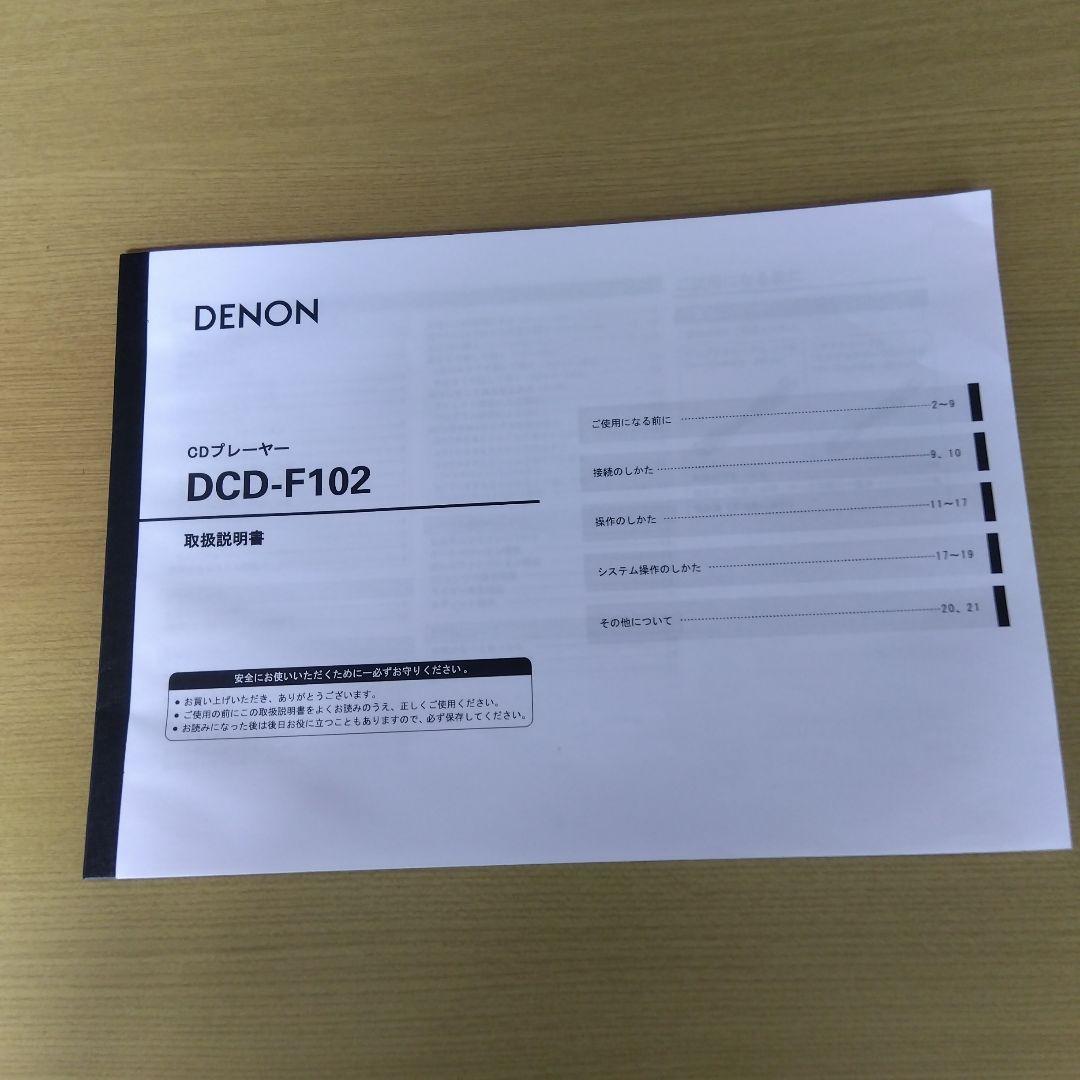 DENON
CDプレーヤー
DCD-F102
取扱説明書
安全にお使いいただくために―必ずお守りください。
● お買い上げいただき、ありがとうございます。
● ご使用の前にこの取扱説明書をよくお読みのうえ、正しくご使用ください。
● お読みになった後は後日お役に立つこともありますので、必ず保存してください。
ご使用になる前に ……………………………………………2〜9
接続のしかた ……………………………………………9、10
操作のしかた ……………………………………………11〜17
システム操作のしかた ……………………………………………17〜19
その他について ……………………………………………20、21